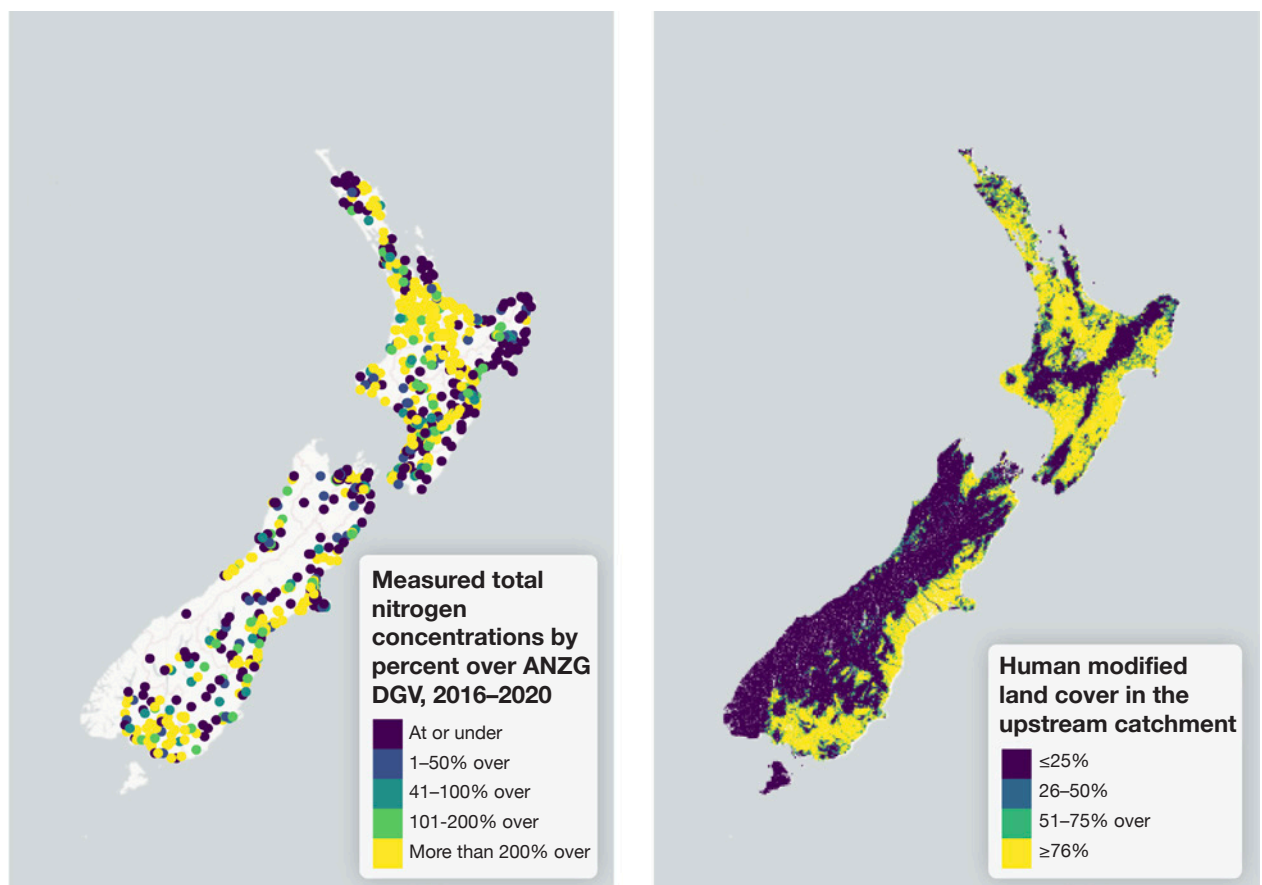 Measured total
nitrogen
concentrations by
percent over ANZG
DGV, 2016–2020
At or under
1–50% over
41–100% over
101-200% over
More than 200% over
Human modified
land cover in the
upstream catchment
≤25%
26–50%
51–75% over
≥76%